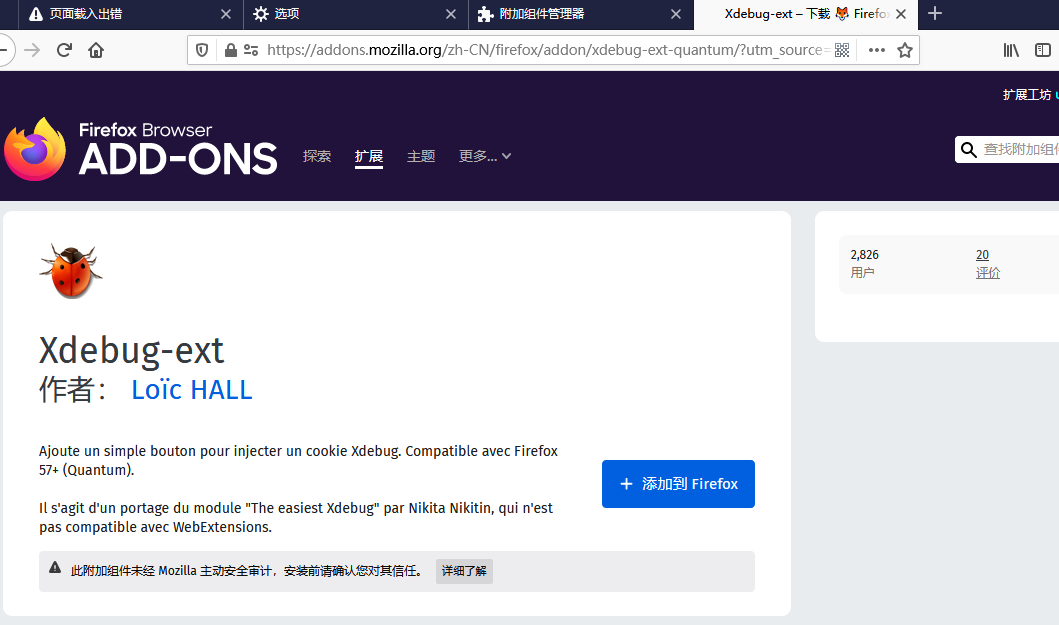 页面载入出错
选项
附加组件管理器
Xdebug-ext – 下载 🦊 Firefo
https://addons.mozilla.org/zh-CN/firefox/addon/xdebug-ext-quantum/?utm_source=
扩展工坊
Firefox Browser
ADD-ONS
探索
扩展
主题
更多...
查找附加组件
Xdebug-ext
作者： Loïc HALL
Ajoute un simple bouton pour injecter un cookie Xdebug. Compatible avec Firefox
57+ (Quantum).
Il s'agit d'un portage du module "The easiest Xdebug" par Nikita Nikitin, qui n'est
pas compatible avec WebExtensions.
+ 添加到 Firefox
此附加组件未经 Mozilla 主动安全审计，安装前请确认您对其信任。
详细了解
2,826
用户
20
评价